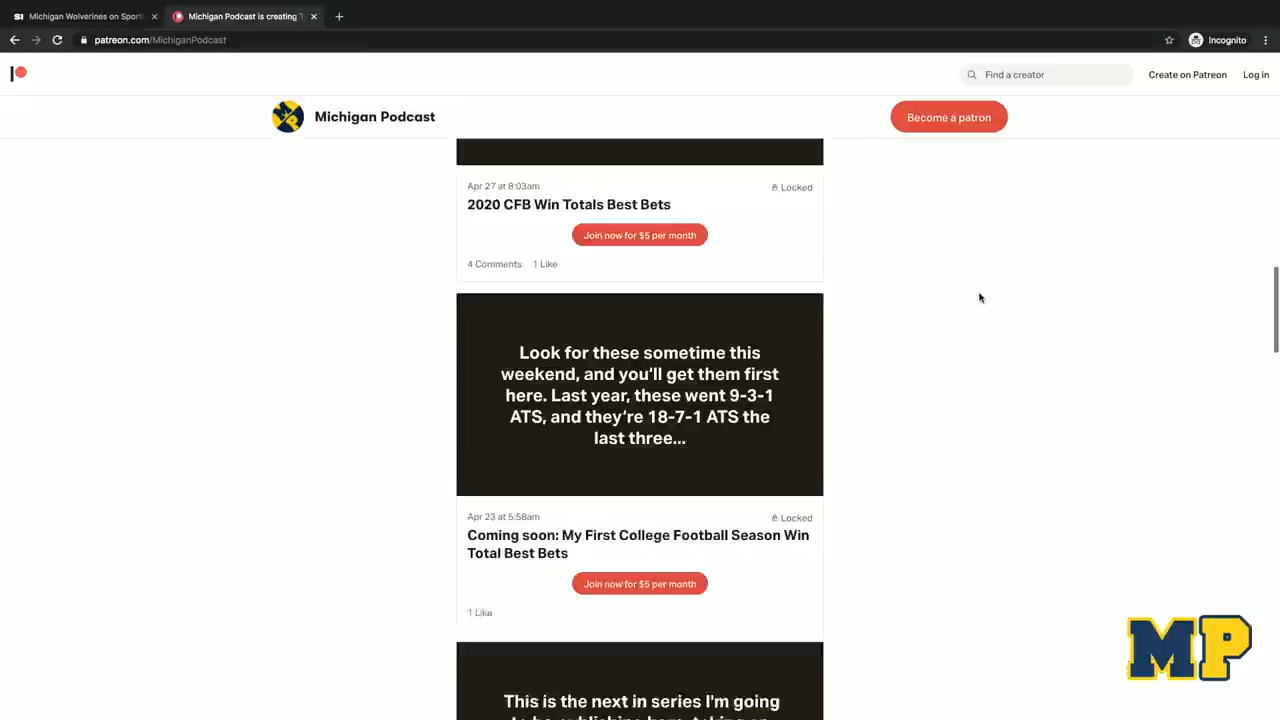 Michigan Wolverines on Sport
Michigan Podcast is creating
patreon.com/MichiganPodcast
Incognito
Find a creator
Create on Patreon
Log in
Michigan Podcast
Become a patron
Apr 27 at 8:03am
Locked
2020 CFB Win Totals Best Bets
Join now for $5 per month
4 Comments 1 Like
Look for these sometime this
weekend, and you'll get them first
here. Last year, these went 9-3-1
ATS, and they're 18-7-1 ATS the
last three...
Apr 23 at 5:58am
Locked
Coming soon: My First College Football Season Win
Total Best Bets
Join now for $5 per month
1 Like
MP
This is the next in series I'm going